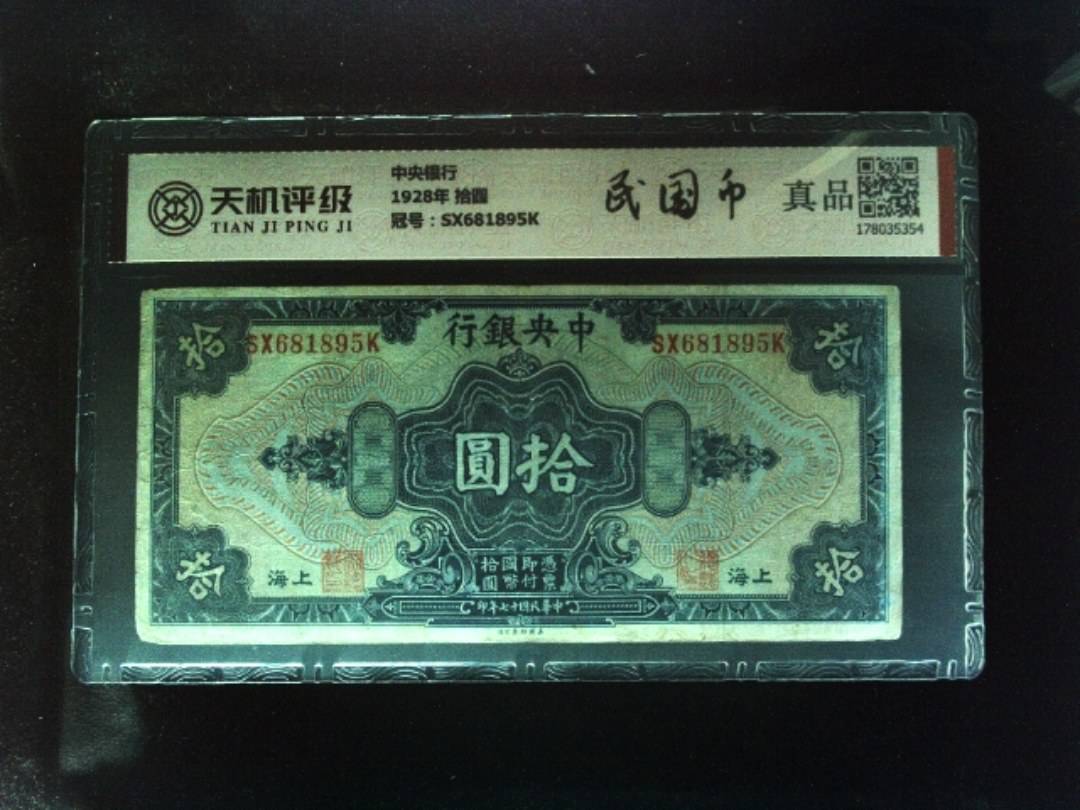 天机评级
TIAN JI PING JI
中央银行
1928年 拾圆
冠号：SX681895K
民国币
真品
178035354
行銀央中
SX681895K
SX681895K
拾
拾
圓拾
拾
拾
海上
海上
憑票即付國幣拾圓
印年七十國民華中